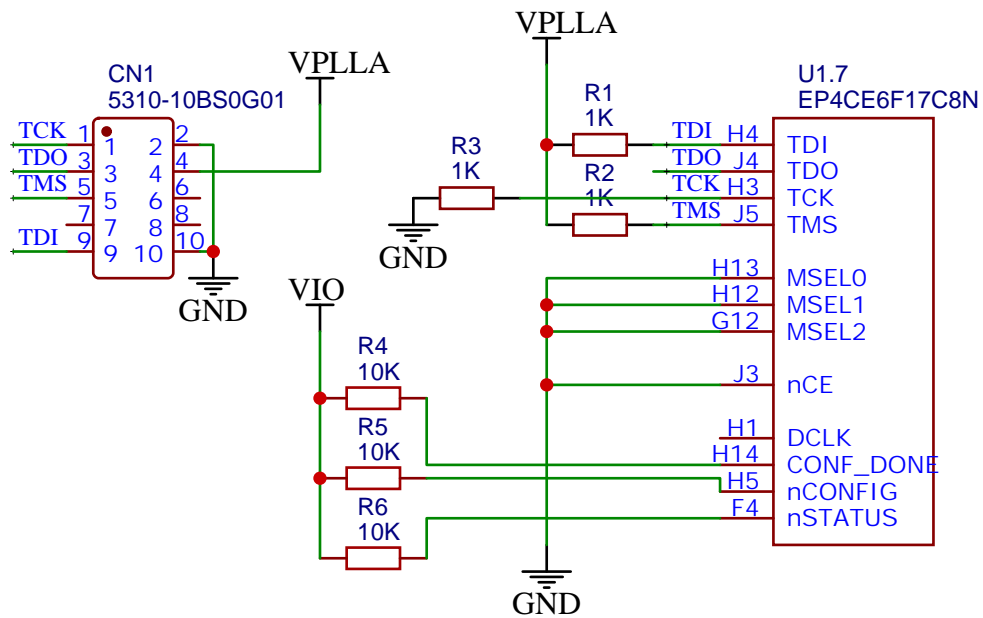 VPLLA
VPLLA
CN1
5310-10BS0G01
TCK 1 1 2 2
TDO 3 3 4 4
TMS 5 5 6 6
7 7 8 8
TDI 9 9 10 10
GND
R1
1K
R2
1K
R3
1K
GND
U1.7
EP4CE6F17C8N
TDI H4 TDI
TDO J4 TDO
TCK H3 TCK
TMS J5 TMS
H13 MSEL0
H12 MSEL1
G12 MSEL2
J3 nCE
H1 DCLK
H14 CONF_DONE
H5 nCONFIG
F4 nSTATUS
VIO
R4
10K
R5
10K
R6
10K
GND